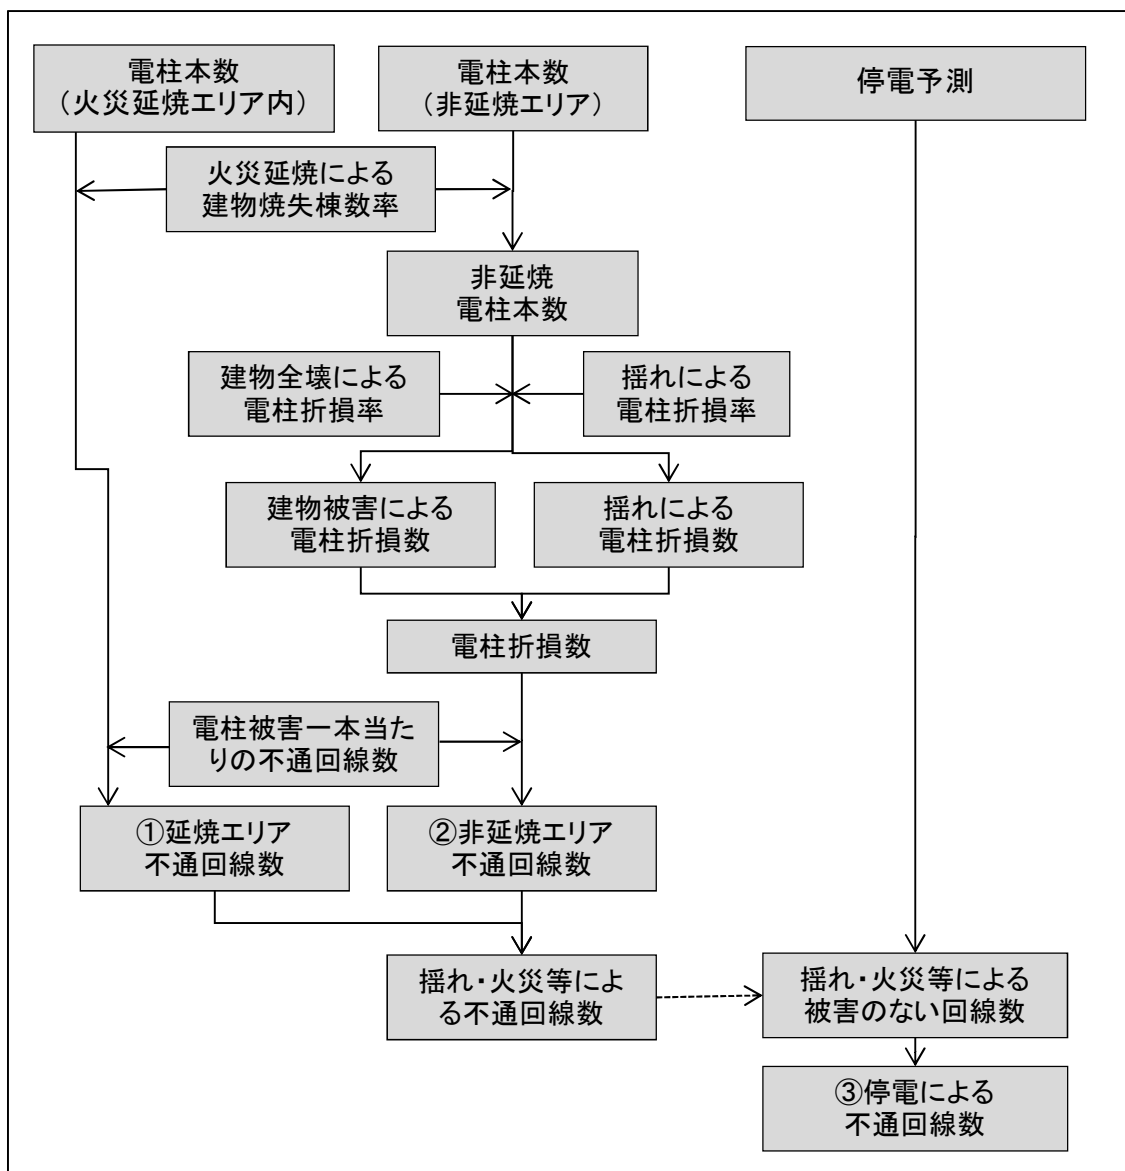 電柱本数
（火災延焼エリア内）
電柱本数
（非延焼エリア）
停電予測
火災延焼による
建物焼失棟数率
非延焼
電柱本数
建物全壊による
電柱折損率
揺れによる
電柱折損率
建物被害による
電柱折損数
揺れによる
電柱折損数
電柱折損数
電柱被害一本当た
りの不通回線数
①延焼エリア
不通回線数
②非延焼エリア
不通回線数
揺れ・火災等によ
る不通回線数
揺れ・火災等による
被害のない回線数
③停電による
不通回線数